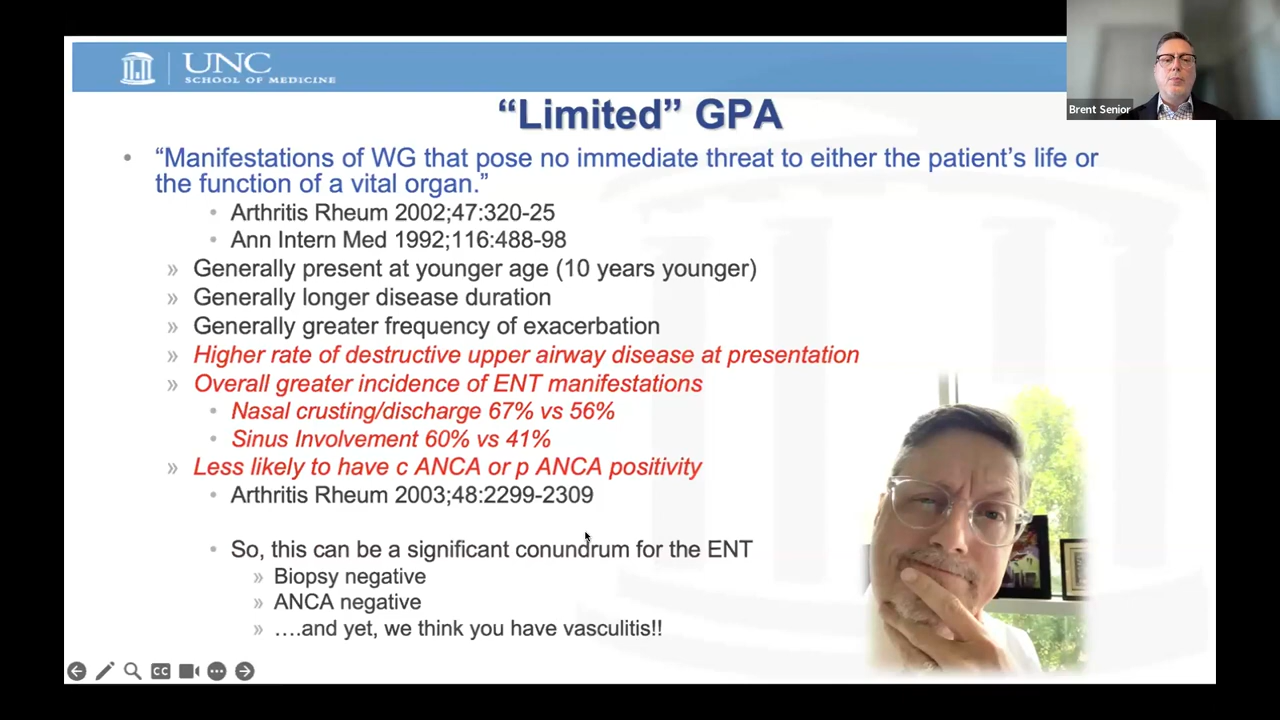 UNC
SCHOOL OF MEDICINE
Brent Senior
“Limited” GPA
• “Manifestations of WG that pose no immediate threat to either the patient’s life or
the function of a vital organ.”
• Arthritis Rheum 2002;47:320-25
• Ann Intern Med 1992;116:488-98
» Generally present at younger age (10 years younger)
» Generally longer disease duration
» Generally greater frequency of exacerbation
» Higher rate of destructive upper airway disease at presentation
» Overall greater incidence of ENT manifestations
• Nasal crusting/discharge 67% vs 56%
• Sinus Involvement 60% vs 41%
» Less likely to have c ANCA or p ANCA positivity
• Arthritis Rheum 2003;48:2299-2309
• So, this can be a significant conundrum for the ENT
» Biopsy negative
» ANCA negative
» ….and yet, we think you have vasculitis!!
CC